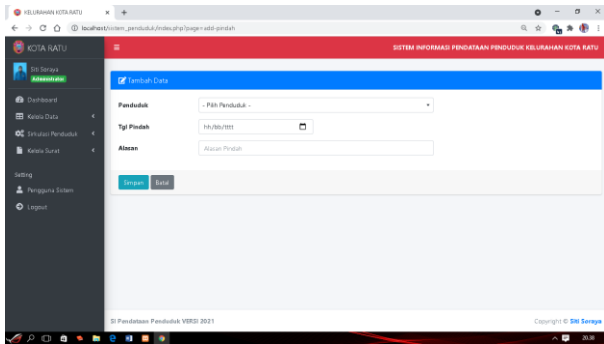 KELURAHAN KOTA RATU
localhost/sistem_penduduk/index.php?page=add-pindah
KOTA RATU
SISTEM INFORMASI PENDATAAN PENDUDUK KELURAHAN KOTA RATU
Siti Soraya
Administrator
Tambah Data
Dashboard
Kelola Data
Sirkulasi Penduduk
Kelola Surat
Setting
Pengguna Sistem
Logout
Penduduk
- Pilih Penduduk -
Tgl Pindah
hh/bb/tttt
Alasan
Alasan Pindah
Simpan
Batal
SI Pendataan Penduduk VERSI 2021
Copyright © Siti Soraya
20.30